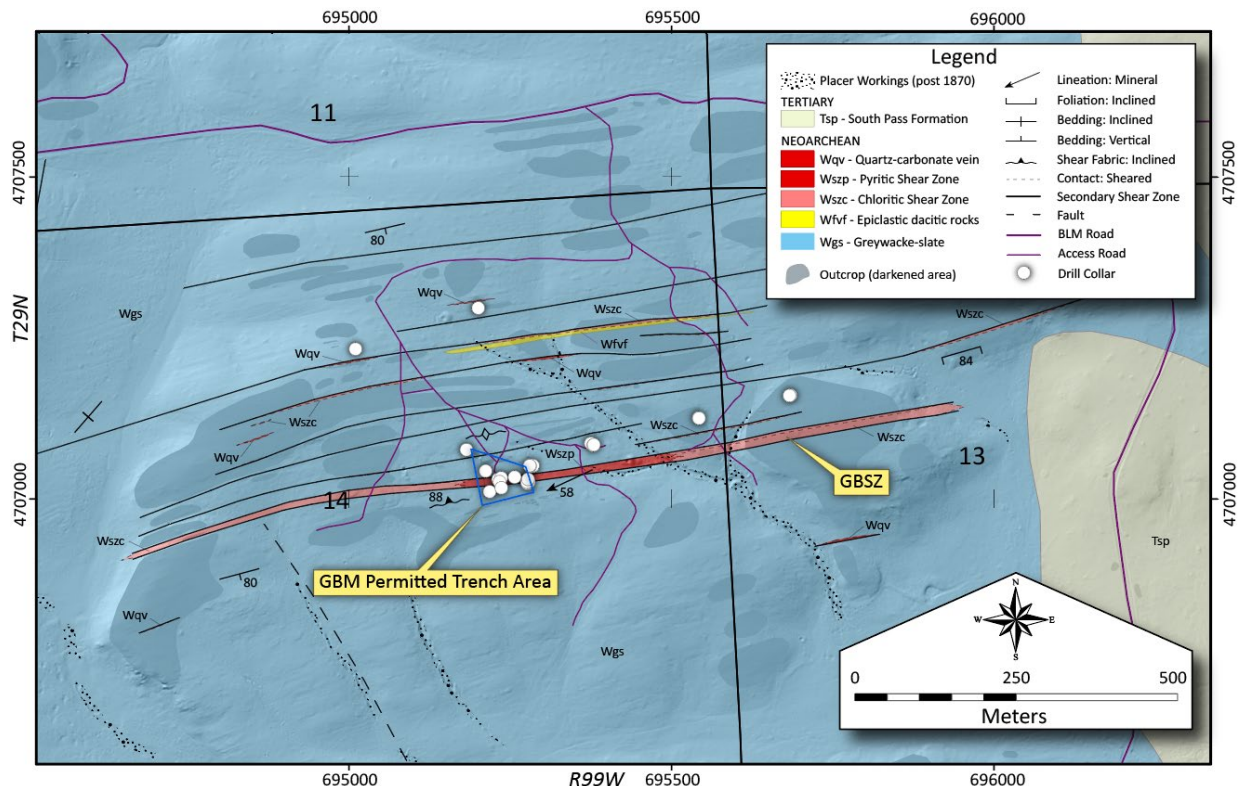 695000
695500
696000
4707500
4707500
729N
4707000
4707000
11
Legend
Placer Workings (post 1870)
TERTIARY
Tsp - South Pass Formation
NEOARCHEAN
Wqv - Quartz-carbonate vein
Wszp - Pyritic Shear Zone
Wszc - Chloritic Shear Zone
Wfvf - Epiclastic dacitic rocks
Wgs - Greywacke-slate
Outcrop (darkened area)
Lineation: Mineral
Foliation: Inclined
Bedding: Inclined
Bedding: Vertical
Shear Fabric: Inclined
Contact: Sheared
Secondary Shear Zone
Fault
BLM Road
Access Road
Drill Collar
80
Wqv
Wgs
Wszc
Wszc
Wfvf
Wqv
Wqv
84
Wszc
Wszc
Wqv
Wszp
Wszc
13
GBSZ
88
58
14
Wszc
Wqv
Tsp
80
GBM Permitted Trench Area
Wqv
Wgs
N
W
E
S
0
250
500
Meters
695000
R99W
695500
696000